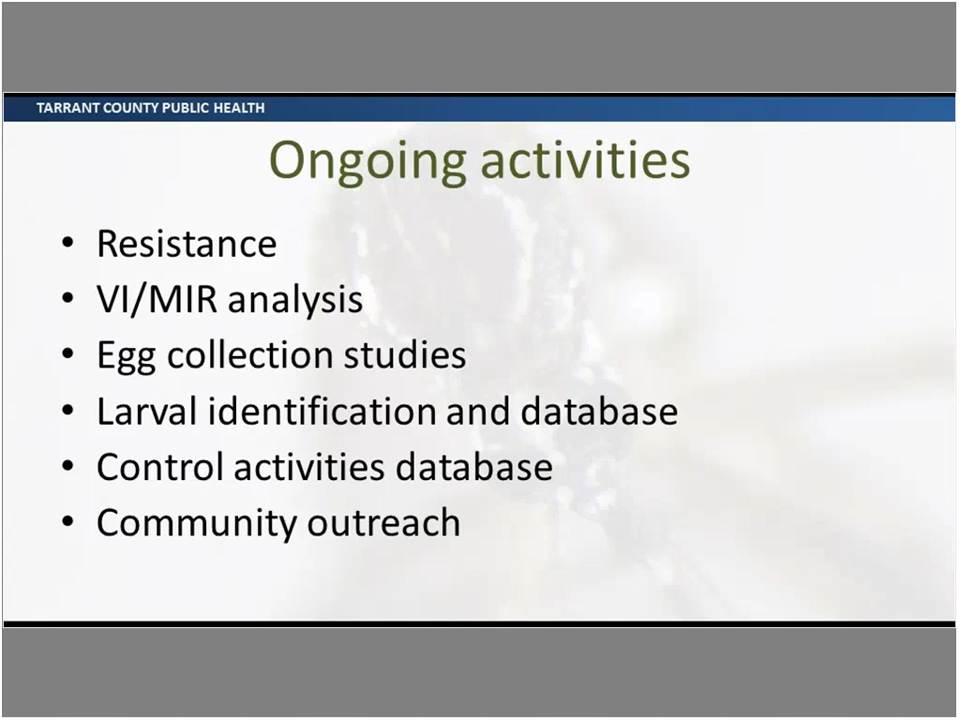 TARRANT COUNTY PUBLIC HEALTH
Ongoing activities
• Resistance
• VI/MIR analysis
• Egg collection studies
• Larval identification and database
• Control activities database
• Community outreach